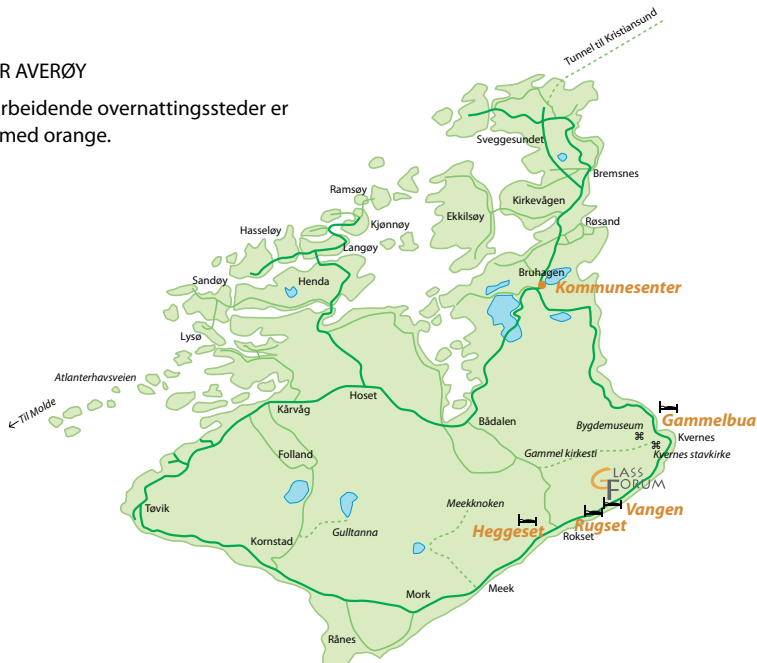 Tunnel til Kristiansund
R AVERØY
arbeidende overnattingssteder er
med orange.
Sveggesundet
Bremsnes
Ramsøy
Kirkevågen
Ekkilsøy
Kjønnøy
Røsand
Hasseløy
Langøy
Bruhagen
Sandøy
Henda
Kommunesenter
Lysø
Atlanterhavsveien
Hoset
←Til Molde
Kårvåg
Gammelbua
Bådalen
Bygdemuseum
Kvernes
Folland
Gammel kirkesti
Kvernes stavkirke
GLASS
FORUM
Meekknoken
Tøvik
Vangen
Gulltanna
Heggeset
Rugset
Kornstad
Rokset
Meek
Mork
Rånes